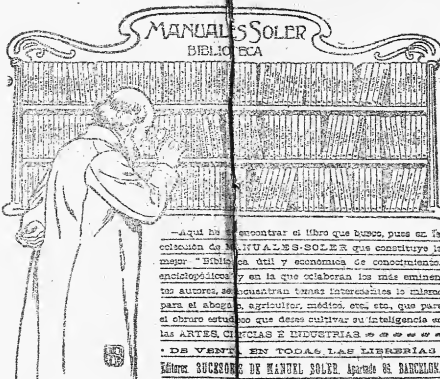 MANUALES SOLER
BIBLIOTECA
—Aquí he de encontrar el libro que busco, pues en la
colección de MANUALES-SOLER que constituye la
mejor "Biblioteca útil y económica de conocimientos
enciclopédicos" y en la que colaboran los más eminen-
tes autores, se encuentran temas interesantes lo mismo
para el abogado, agricultor, médico, etc., etc., que para
el obrero estudioso que desee cultivar su inteligencia en
las ARTES, CIENCIAS É INDUSTRIAS
DE VENTA EN TODAS LAS LIBRERÍAS
Editores: SUCESORES DE MANUEL SOLER. Apartado 89. BARCELONA